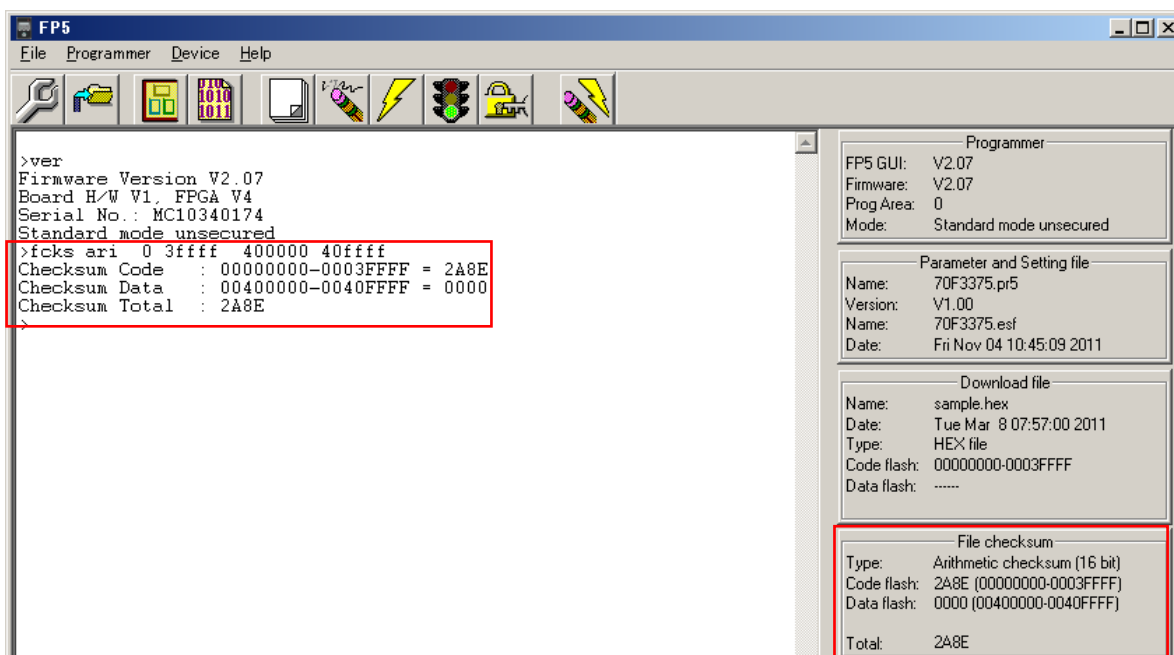 FP5
File Programmer Device Help
010
1010
1011
>ver
Firmware Version V2.07
Board H/W V1, FPGA V4
Serial No.: MC10340174
Standard mode unsecured
>fcks ari  0 3ffff  400000 40ffff
Checksum Code   : 00000000-0003FFFF = 2A8E
Checksum Data   : 00400000-0040FFFF = 0000
Checksum Total  : 2A8E
>
Programmer
FP5 GUI: V2.07
Firmware: V2.07
Prog Area: 0
Mode: Standard mode unsecured
Parameter and Setting file
Name: 70F3375.pr5
Version: V1.00
Name: 70F3375.esf
Date: Fri Nov 04 10:45:09 2011
Download file
Name: sample.hex
Date: Tue Mar  8 07:57:00 2011
Type: HEX file
Code flash: 00000000-0003FFFF
Data flash: ------
File checksum
Type: Arithmetic checksum (16 bit)
Code flash: 2A8E (00000000-0003FFFF)
Data flash: 0000 (00400000-0040FFFF)
Total: 2A8E